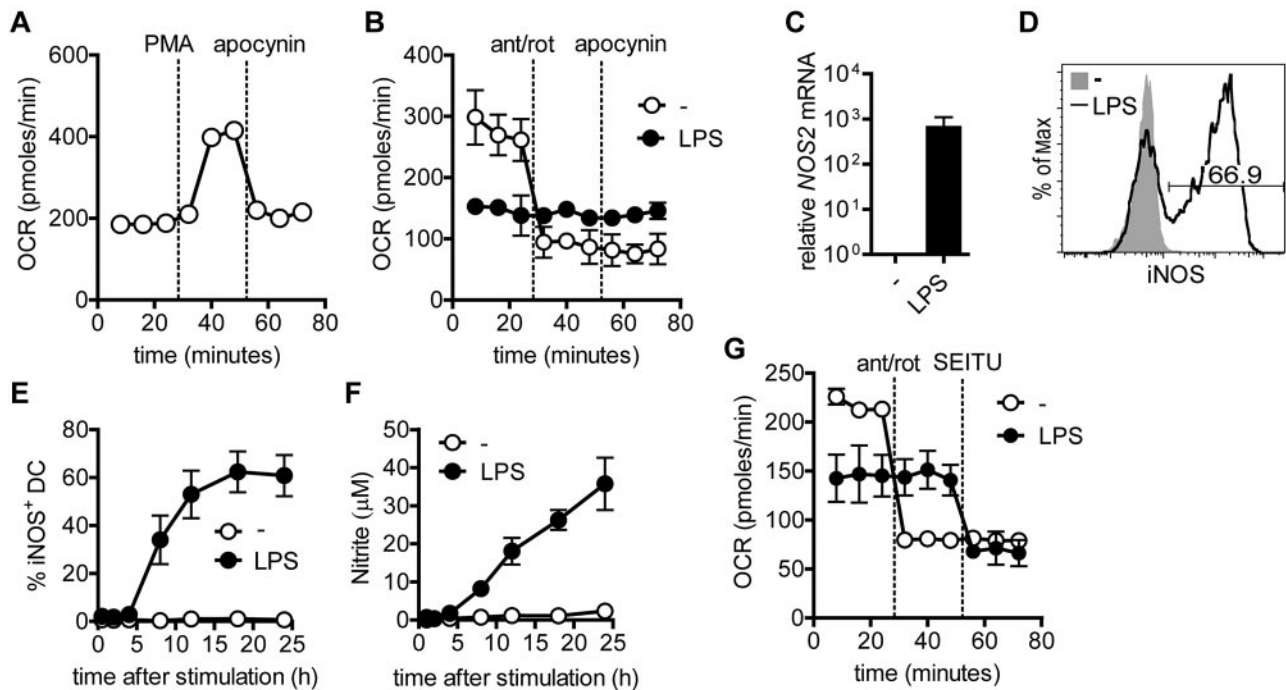 A
PMA apocynin
600
400
200
0
OCR (pmoles/min)
0 20 40 60 80
time (minutes)
B
ant/rot apocynin
400
300
200
100
0
OCR (pmoles/min)
-
LPS
0 20 40 60 80
time (minutes)
C
10⁴
10³
10²
10¹
10⁰
relative NOS2 mRNA
- LPS
D
-
LPS
66.9
% of Max
iNOS
E
80
60
40
20
0
% iNOS⁺ DC
-
LPS
0 5 10 15 20 25
time after stimulation (h)
F
50
40
30
20
10
0
Nitrite (μM)
-
LPS
0 5 10 15 20 25
time after stimulation (h)
G
ant/rot SEITU
250
200
150
100
50
0
OCR (pmoles/min)
-
LPS
0 20 40 60 80
time (minutes)